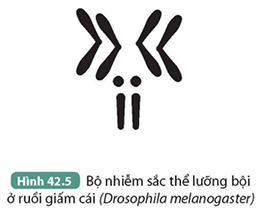 Hình 42.5 Bộ nhiễm sắc thể lưỡng bội
ở ruồi giấm cái (Drosophila melanogaster)